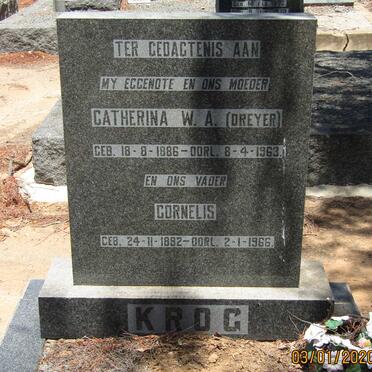 TER GEDAGTENIS AAN
MY EGGENOTE EN ONS MOEDER
CATHERINA W. A. (DREYER)
GEB. 18-8-1886-OORL. 8-4-1963.
EN ONS VADER
CORNELIS
GEB. 24-11-1882-OORL. 2-1-1966.
KROG
03/01/2020